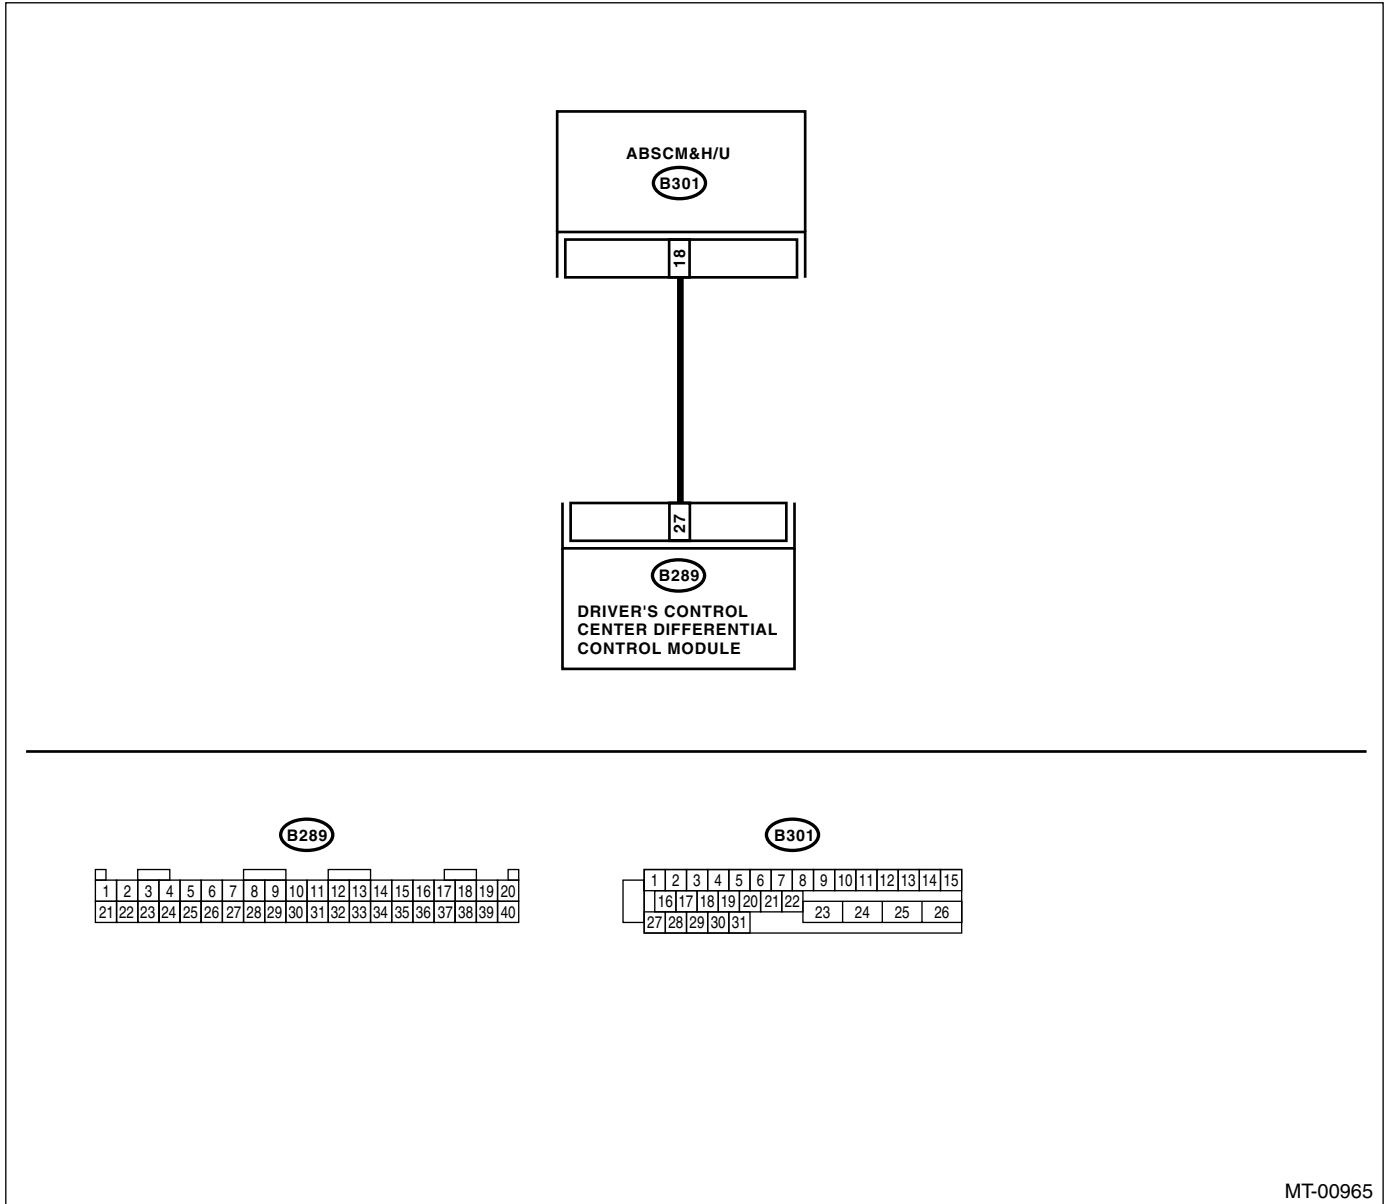 ABSCM&H/U
B301
18
27
B289
DRIVER'S CONTROL
CENTER DIFFERENTIAL
CONTROL MODULE
B289
1 2 3 4 5 6 7 8 9 10 11 12 13 14 15 16 17 18 19 20
21 22 23 24 25 26 27 28 29 30 31 32 33 34 35 36 37 38 39 40
B301
1 2 3 4 5 6 7 8 9 10 11 12 13 14 15
16 17 18 19 20 21 22 23 24 25 26
27 28 29 30 31
MT-00965